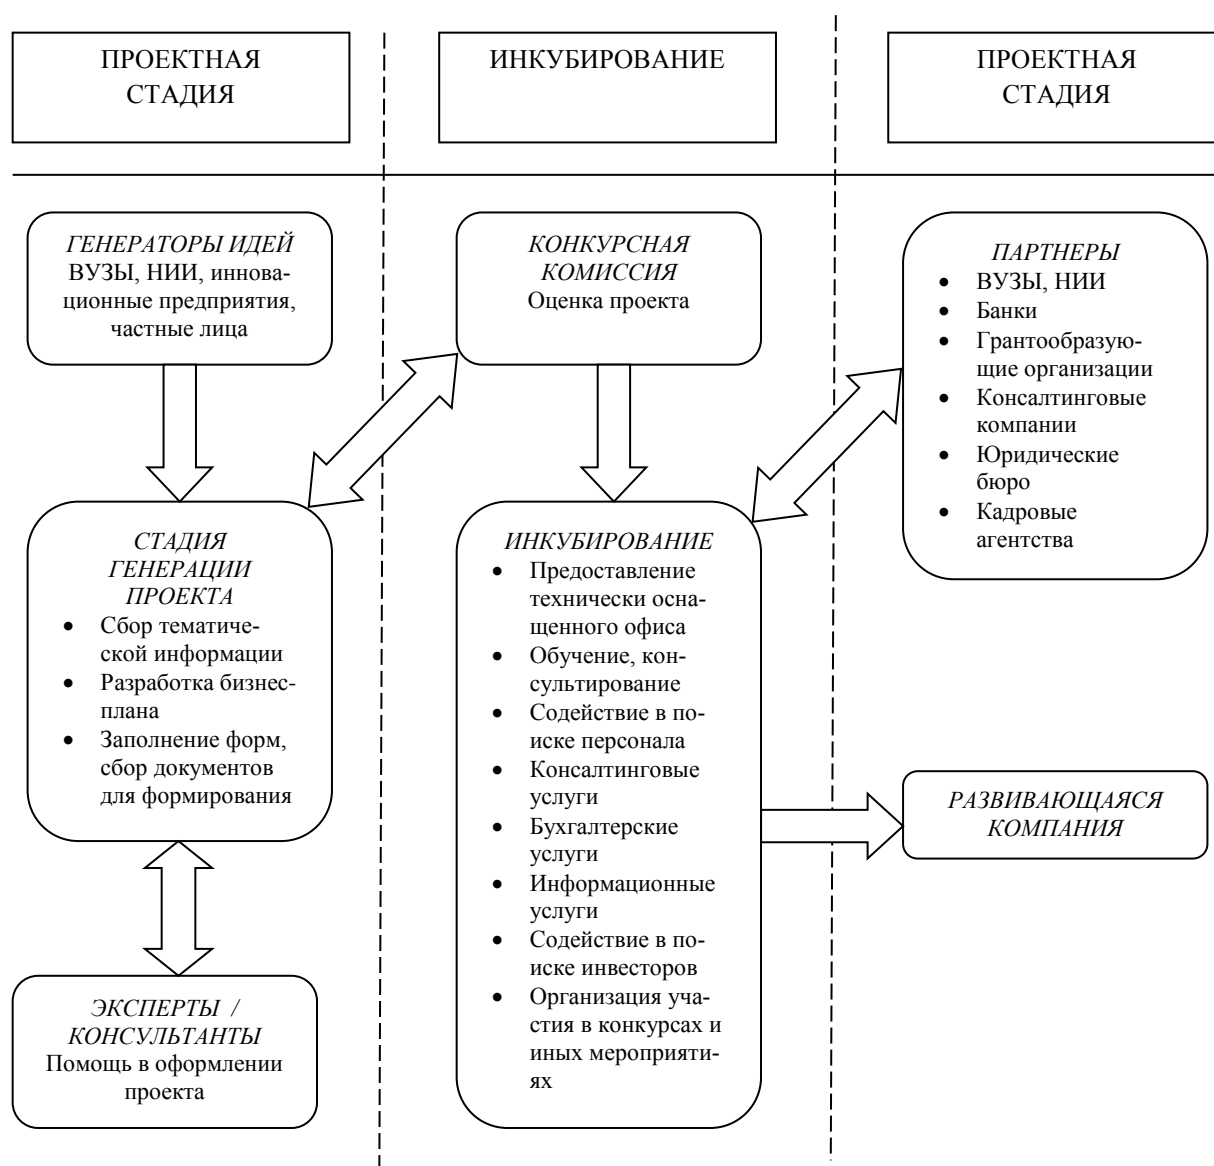 ПРОЕКТНАЯ
СТАДИЯ
ИНКУБИРОВАНИЕ
ПРОЕКТНАЯ
СТАДИЯ
ГЕНЕРАТОРЫ ИДЕЙ
ВУЗЫ, НИИ, иннова-
ционные предприятия,
частные лица
СТАДИЯ
ГЕНЕРАЦИИ
ПРОЕКТА
• Сбор тематиче-
ской информации
• Разработка бизнес-
плана
• Заполнение форм,
сбор документов
для формирования
ЭКСПЕРТЫ /
КОНСУЛЬТАНТЫ
Помощь в оформлении
проекта
КОНКУРСНАЯ
КОМИССИЯ
Оценка проекта
ИНКУБИРОВАНИЕ
• Предоставление
технически осна-
щенного офиса
• Обучение, кон-
сультирование
• Содействие в по-
иске персонала
• Консалтинговые
услуги
• Бухгалтерские
услуги
• Информационные
услуги
• Содействие в по-
иске инвесторов
• Организация уча-
стия в конкурсах и
иных мероприяти-
ях
ПАРТНЕРЫ
• ВУЗЫ, НИИ
• Банки
• Грантообразую-
щие организации
• Консалтинговые
компании
• Юридические
бюро
• Кадровые
агентства
РАЗВИВАЮЩАЯСЯ
КОМПАНИЯ